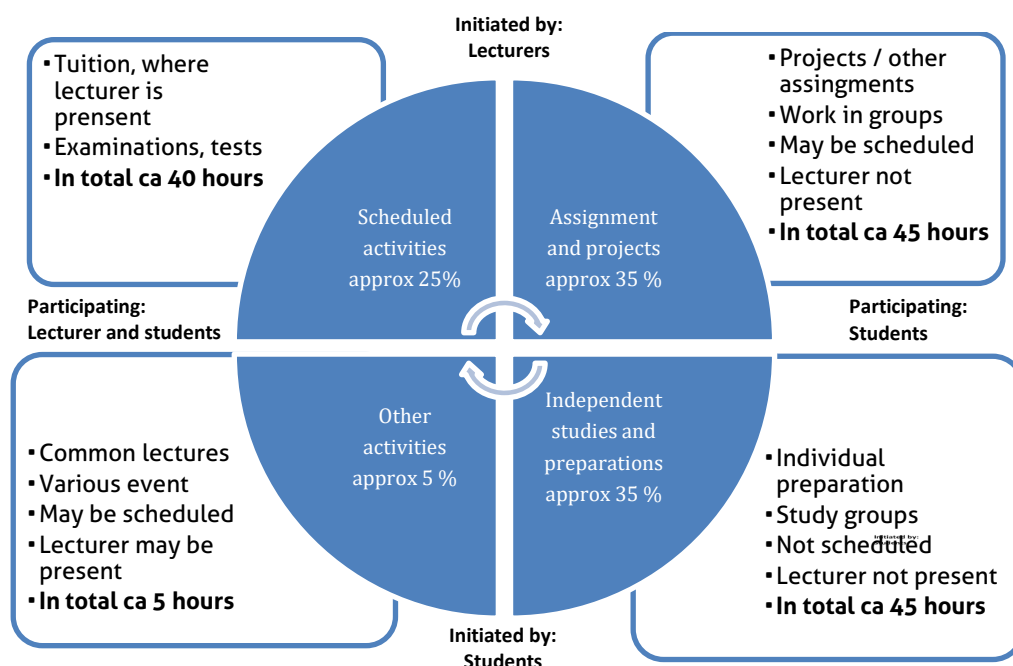 Initiated by:
Lecturers
▪ Tuition, where
lecturer is
prensent
▪ Examinations, tests
▪ In total ca 40 hours
▪ Projects / other
assingments
▪ Work in groups
▪ May be scheduled
▪ Lecturer not
present
▪ In total ca 45 hours
Scheduled
activities
approx 25%
Assignment
and projects
approx 35 %
Participating:
Lecturer and students
Participating:
Students
Other
activities
approx 5 %
Independent
studies and
preparations
approx 35 %
▪ Common lectures
▪ Various event
▪ May be scheduled
▪ Lecturer may be
present
▪ In total ca 5 hours
▪ Individual
preparation
▪ Study groups
▪ Not scheduled
▪ Lecturer not present
▪ In total ca 45 hours
Initiated by:
Initiated by:
Students